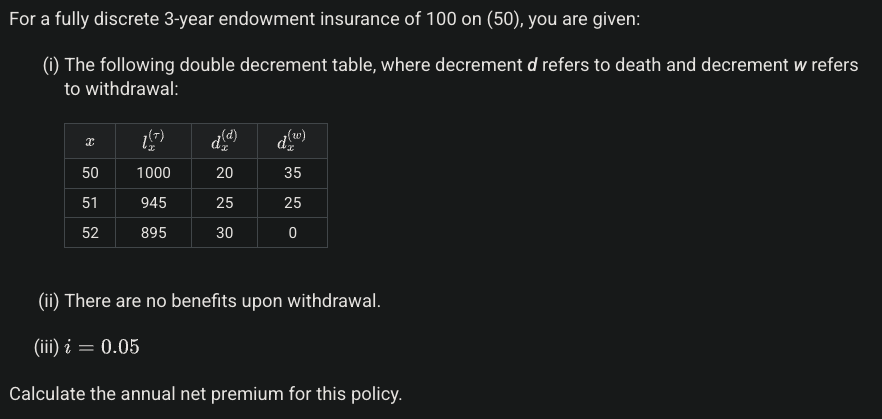 For a fully discrete 3-year endowment insurance of 100 on (50), you are given:
(i) The following double decrement table, where decrement d refers to death and decrement w refers
to withdrawal:
x l_x^(τ) d_x^(d) d_x^(w)
50 1000 20 35
51 945 25 25
52 895 30 0
(ii) There are no benefits upon withdrawal.
(iii) i = 0.05
Calculate the annual net premium for this policy.